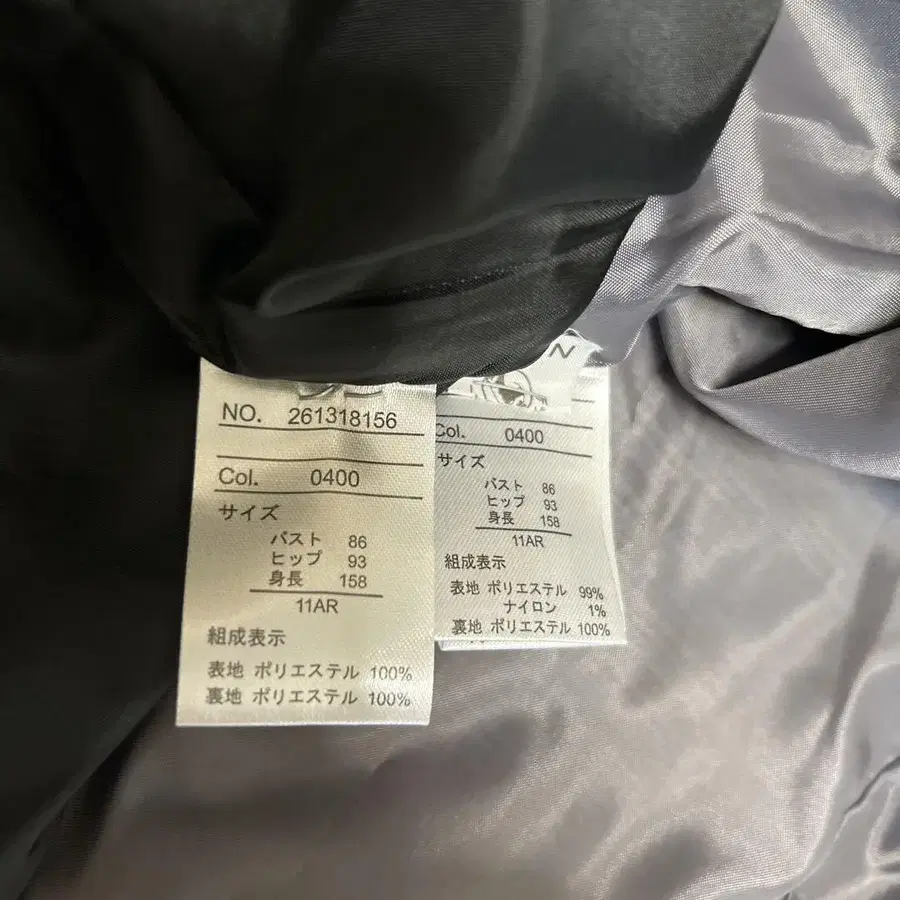 NO. 261318156
Col. 0400
サイズ
バスト 86
ヒップ 93
身長 158
11AR
組成表示
表地 ポリエステル 100%
裏地 ポリエステル 100%
N
Col. 0400
サイズ
バスト 86
ヒップ 93
身長 158
11AR
組成表示
表地 ポリエステル 99%
ナイロン 1%
裏地 ポリエステル 100%